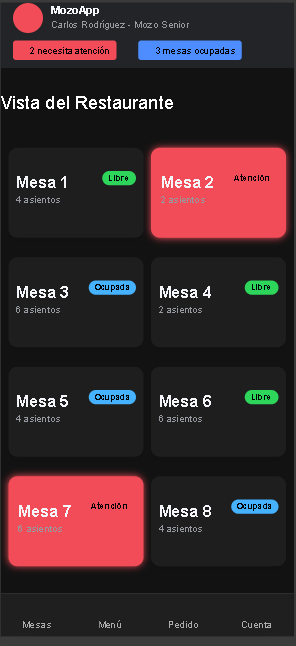 MozoApp
Carlos Rodríguez - Mozo Senior
2 necesita atención
3 mesas ocupadas
Vista del Restaurante
Mesa 1
Libre
4 asientos
Mesa 2
Atención
2 asientos
Mesa 3
Ocupada
6 asientos
Mesa 4
Libre
2 asientos
Mesa 5
Ocupada
4 asientos
Mesa 6
Libre
6 asientos
Mesa 7
Atención
6 asientos
Mesa 8
Ocupada
4 asientos
Mesas
Menú
Pedido
Cuenta